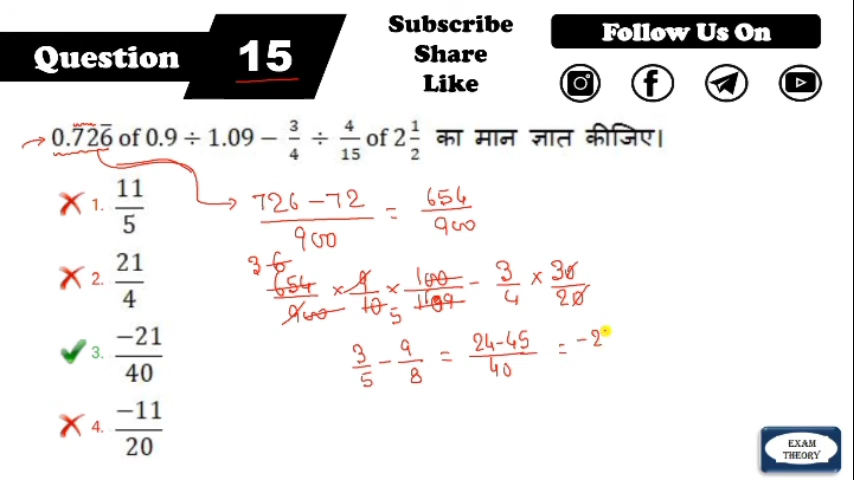 Question 15
Subscribe
Share
Like
Follow Us On
0.726̅ of 0.9 ÷ 1.09 − 3/4 ÷ 4/15 of 2 1/2 का मान ज्ञात कीजिए।
1. 11/5
2. 21/4
3. −21/40
4. −11/20
726 − 72 / 900 = 654/900
3 6
654/900 × 9/10 × 100/109 − 3/4 × 30/20
5
3/5 − 9/8 = 24−45/40 = −2
EXAM
THEORY